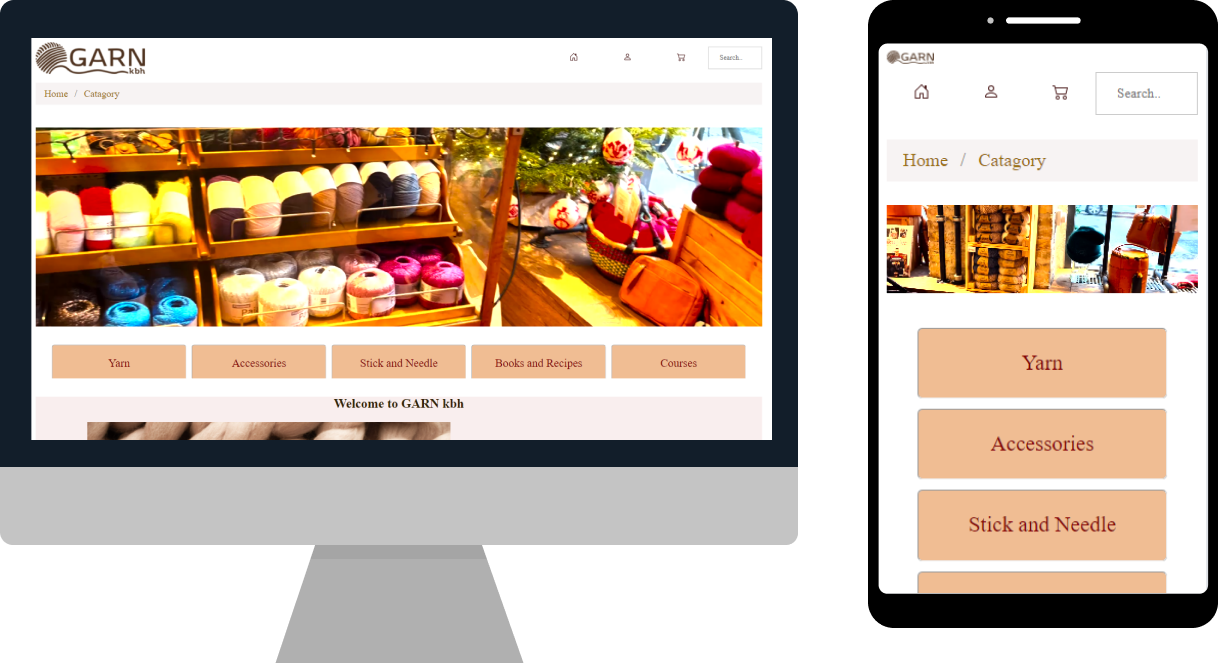 GARN
kbh
Search..
Home / Catagory
Yarn
Accessories
Stick and Needle
Books and Recipes
Courses
Welcome to GARN kbh
GARN
Search..
Home / Catagory
Yarn
Accessories
Stick and Needle